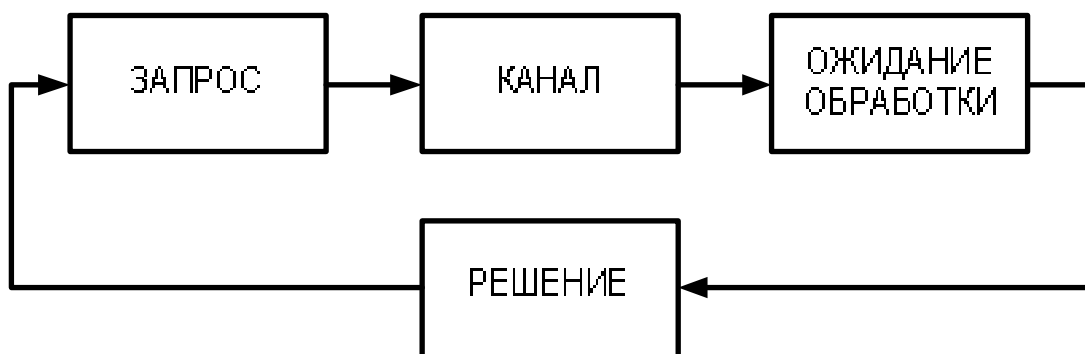 ЗАПРОС
КАНАЛ
ОЖИДАНИЕ
ОБРАБОТКИ
РЕШЕНИЕ